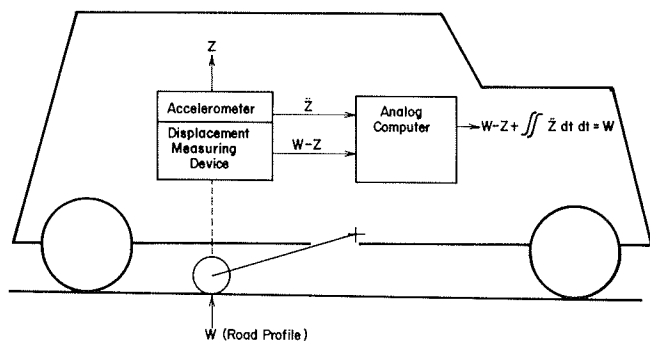 Z
Accelerometer
Z̈
Displacement
Measuring
Device
W-Z
Analog
Computer
W-Z+ ∬ Z̈ dt dt = W
W (Road Profile)